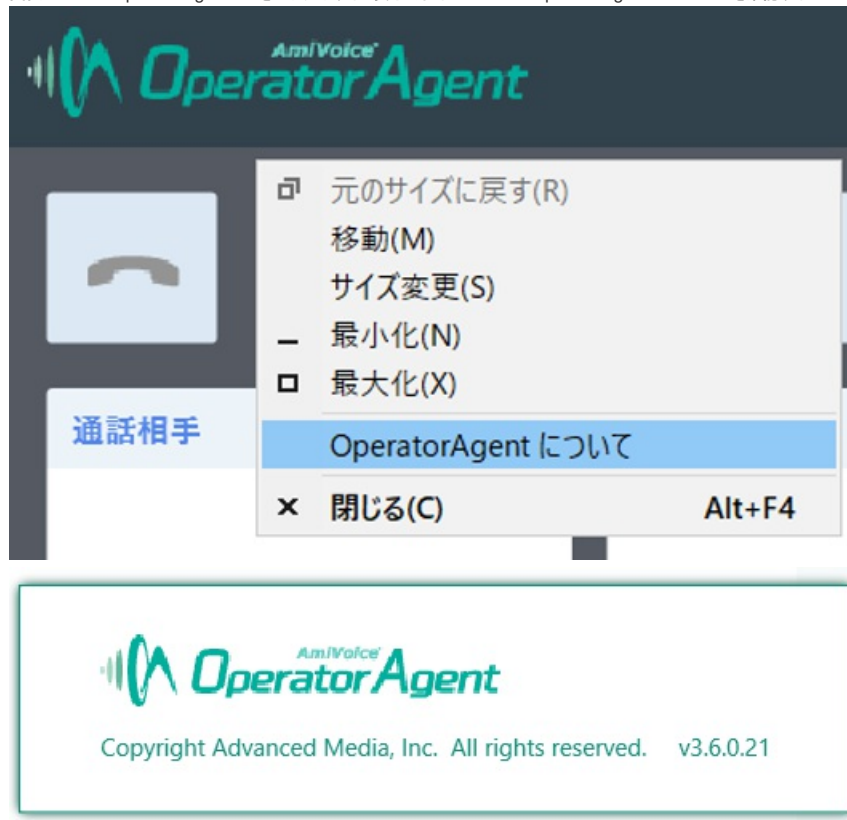 AmiVoice®
OperatorAgent
元のサイズに戻す(R)
移動(M)
サイズ変更(S)
最小化(N)
最大化(X)
通話相手
OperatorAgent について
閉じる(C) Alt+F4
AmiVoice®
OperatorAgent
Copyright Advanced Media, Inc. All rights reserved. v3.6.0.21